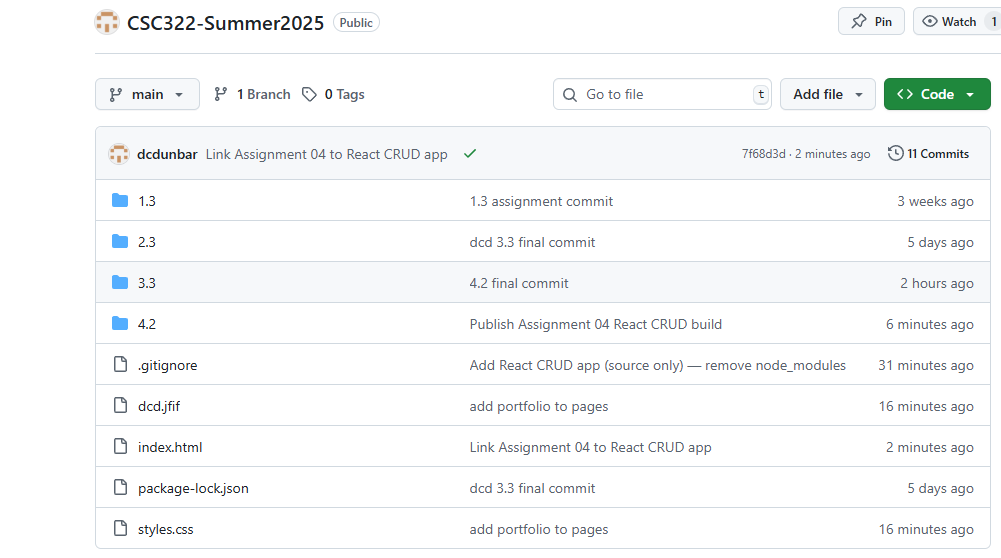 CSC322-Summer2025 Public Pin Watch 1
main 1 Branch 0 Tags Go to file t Add file Code
dcdunbar Link Assignment 04 to React CRUD app 7f68d3d · 2 minutes ago 11 Commits
1.3 1.3 assignment commit 3 weeks ago
2.3 dcd 3.3 final commit 5 days ago
3.3 4.2 final commit 2 hours ago
4.2 Publish Assignment 04 React CRUD build 6 minutes ago
.gitignore Add React CRUD app (source only) — remove node_modules 31 minutes ago
dcd.jfif add portfolio to pages 16 minutes ago
index.html Link Assignment 04 to React CRUD app 2 minutes ago
package-lock.json dcd 3.3 final commit 5 days ago
styles.css add portfolio to pages 16 minutes ago